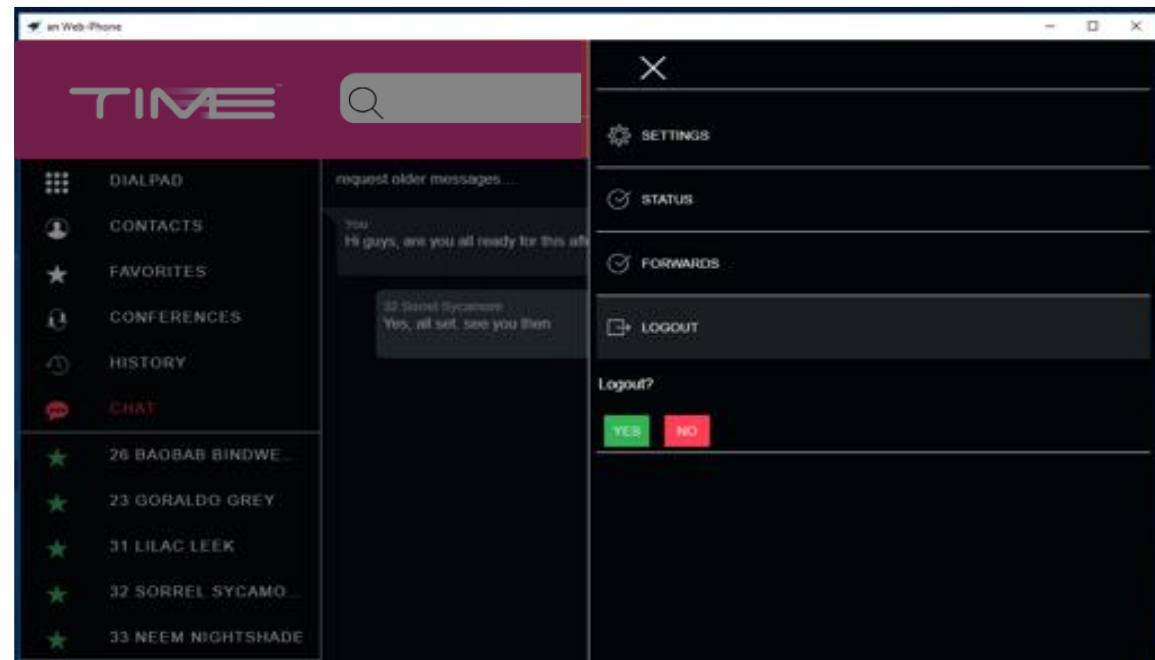 an Web-Phone
TIME
DIALPAD
CONTACTS
FAVORITES
CONFERENCES
HISTORY
CHAT
26 BAOBAB BINDWE...
23 GORALDO GREY
31 LILAC LEEK
32 SORREL SYCAMO...
33 NEEM NIGHTSHADE
request older messages...
You
Hi guys, are you all ready for this aft
32 Sorrel Sycamore
Yes, all set, see you then
SETTINGS
STATUS
FORWARDS
LOGOUT
Logout?
YES NO